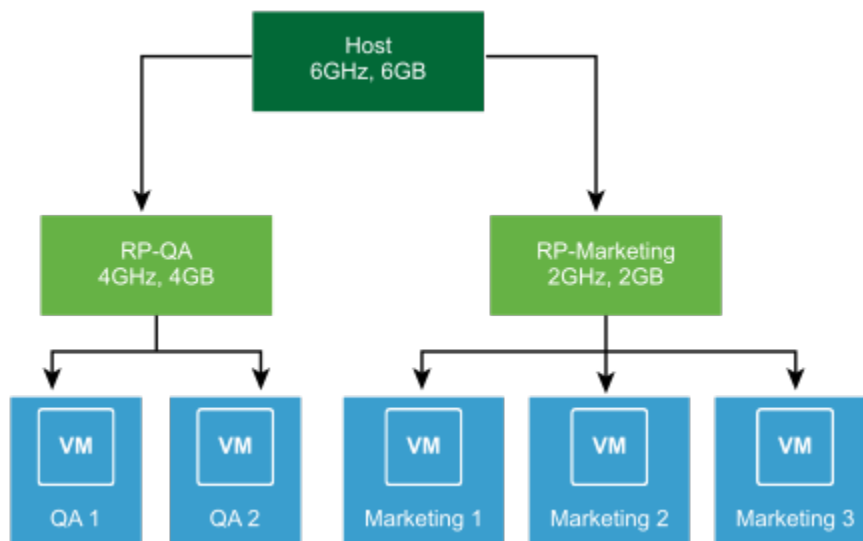 Host
6GHz, 6GB
RP-QA
4GHz, 4GB
RP-Marketing
2GHz, 2GB
VM
VM
VM
VM
VM
QA 1
QA 2
Marketing 1
Marketing 2
Marketing 3